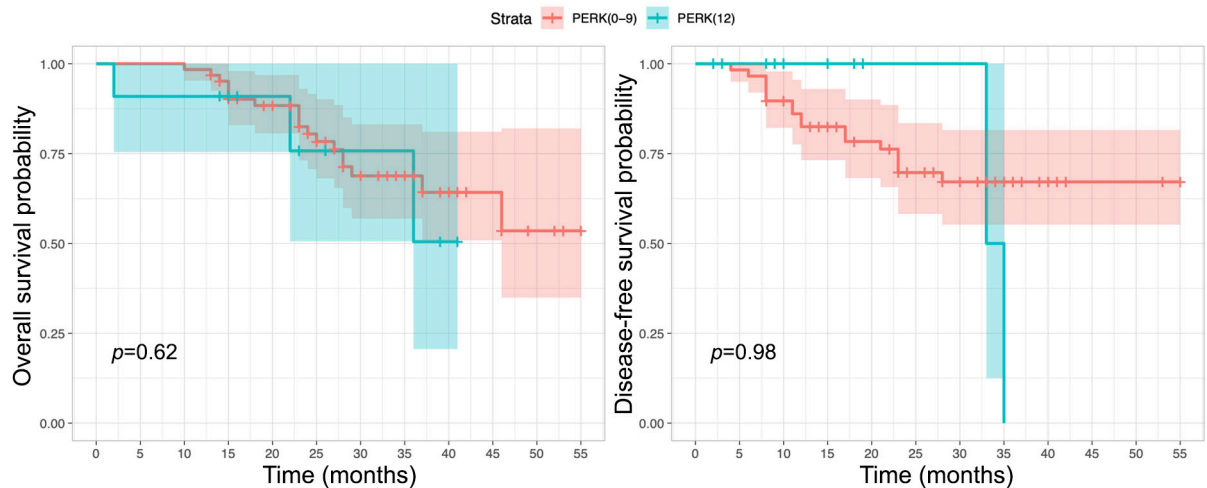 Strata PERK(0-9) PERK(12)
Overall survival probability
1.00
0.75
0.50
0.25
0.00
p=0.62
0 5 10 15 20 25 30 35 40 45 50 55
Time (months)
Disease-free survival probability
1.00
0.75
0.50
0.25
0.00
p=0.98
0 5 10 15 20 25 30 35 40 45 50 55
Time (months)